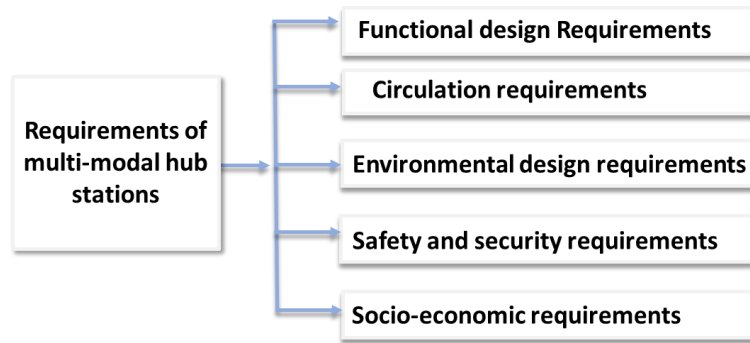 Requirements of
multi-modal hub
stations
Functional design Requirements
Circulation requirements
Environmental design requirements
Safety and security requirements
Socio-economic requirements